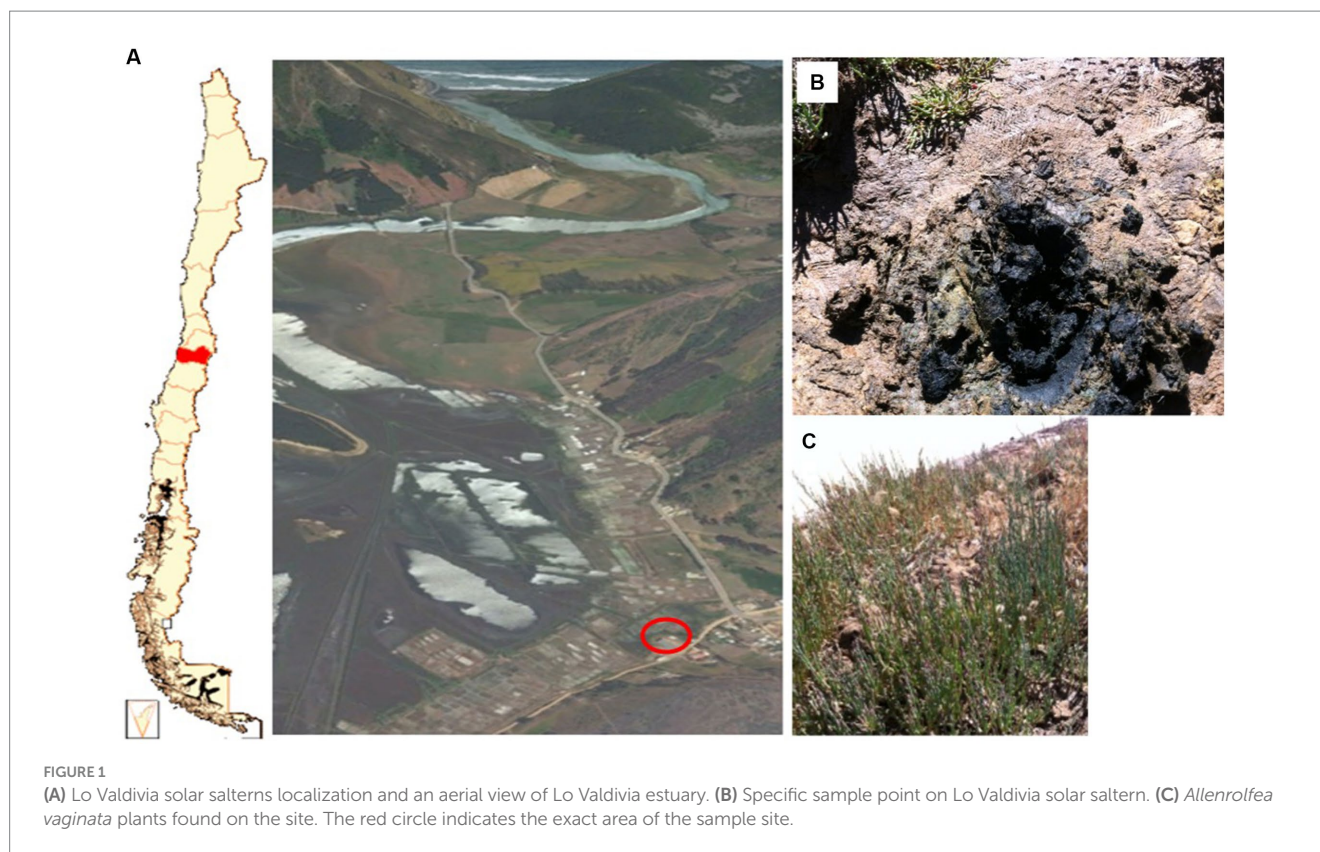 A
B
C
FIGURE 1
(A) Lo Valdivia solar salterns localization and an aerial view of Lo Valdivia estuary. (B) Specific sample point on Lo Valdivia solar saltern. (C) Allenrolfea
vaginata plants found on the site. The red circle indicates the exact area of the sample site.